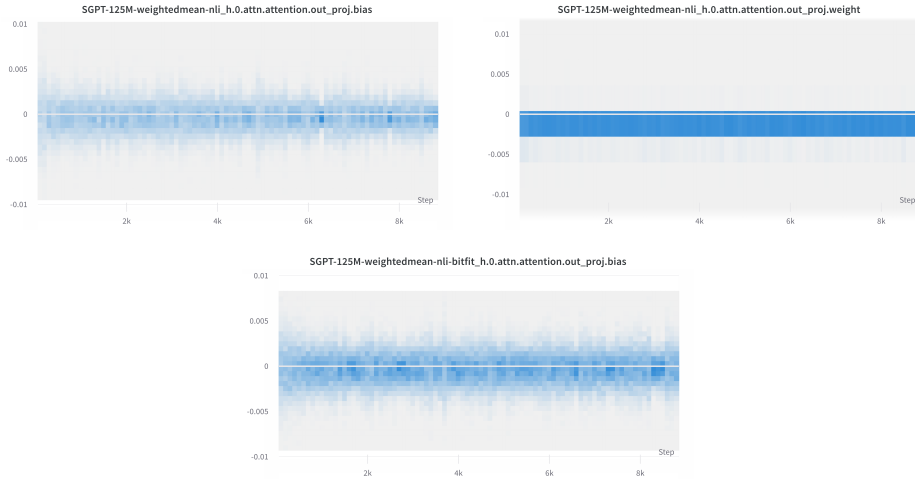 SGPT-125M-weightedmean-nli_h.0.attn.attention.out_proj.bias
0.01
0.005
0
-0.005
-0.01
Step
2k
4k
6k
8k
SGPT-125M-weightedmean-nli_h.0.attn.attention.out_proj.weight
0.01
0.005
0
-0.005
-0.01
Step
2k
4k
6k
8k
SGPT-125M-weightedmean-nli-bitfit_h.0.attn.attention.out_proj.bias
0.01
0.005
0
-0.005
-0.01
Step
2k
4k
6k
8k